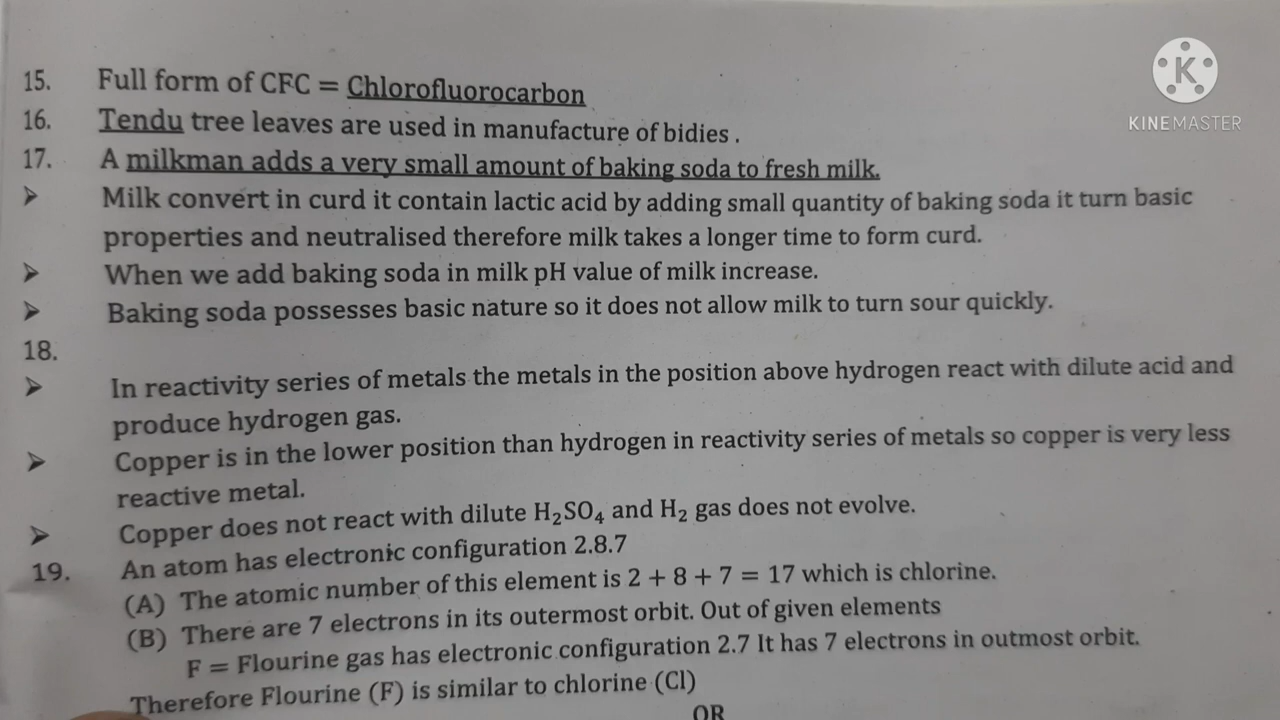 KINEMASTER
15. Full form of CFC = Chlorofluorocarbon
16. Tendu tree leaves are used in manufacture of bidies .
17. A milkman adds a very small amount of baking soda to fresh milk.
➢ Milk convert in curd it contain lactic acid by adding small quantity of baking soda it turn basic
properties and neutralised therefore milk takes a longer time to form curd.
➢ When we add baking soda in milk pH value of milk increase.
➢ Baking soda possesses basic nature so it does not allow milk to turn sour quickly.
18.
➢ In reactivity series of metals the metals in the position above hydrogen react with dilute acid and
produce hydrogen gas.
➢ Copper is in the lower position than hydrogen in reactivity series of metals so copper is very less
reactive metal.
➢ Copper does not react with dilute H₂SO₄ and H₂ gas does not evolve.
19. An atom has electronic configuration 2.8.7
(A) The atomic number of this element is 2 + 8 + 7 = 17 which is chlorine.
(B) There are 7 electrons in its outermost orbit. Out of given elements
F = Flourine gas has electronic configuration 2.7 It has 7 electrons in outmost orbit.
Therefore Flourine (F) is similar to chlorine (Cl)
OR